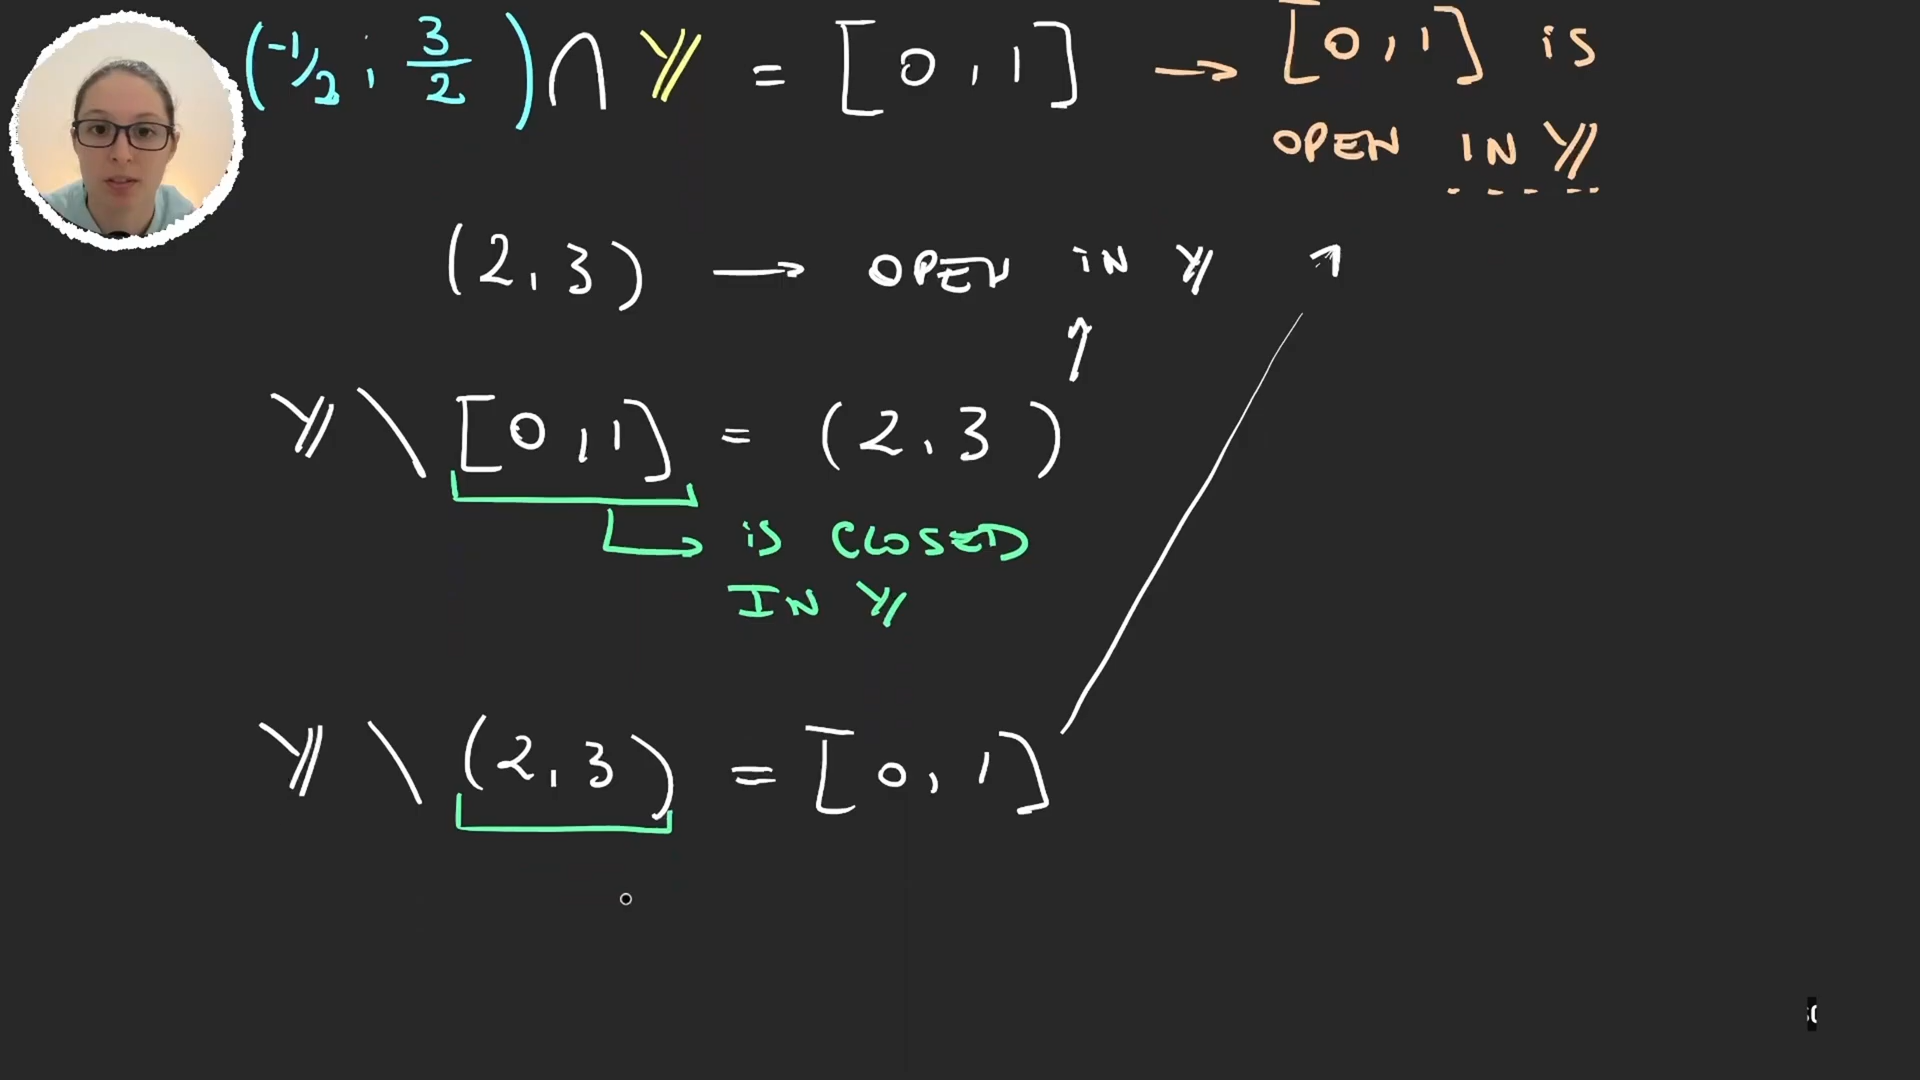 (-1/2, 3/2) ∩ Y = [0,1] → [0,1] is
OPEN IN Y
(2,3) → OPEN iN Y
Y \ [0,1] = (2,3)
is CLOSED
IN Y
Y \ (2,3) = [0,1]